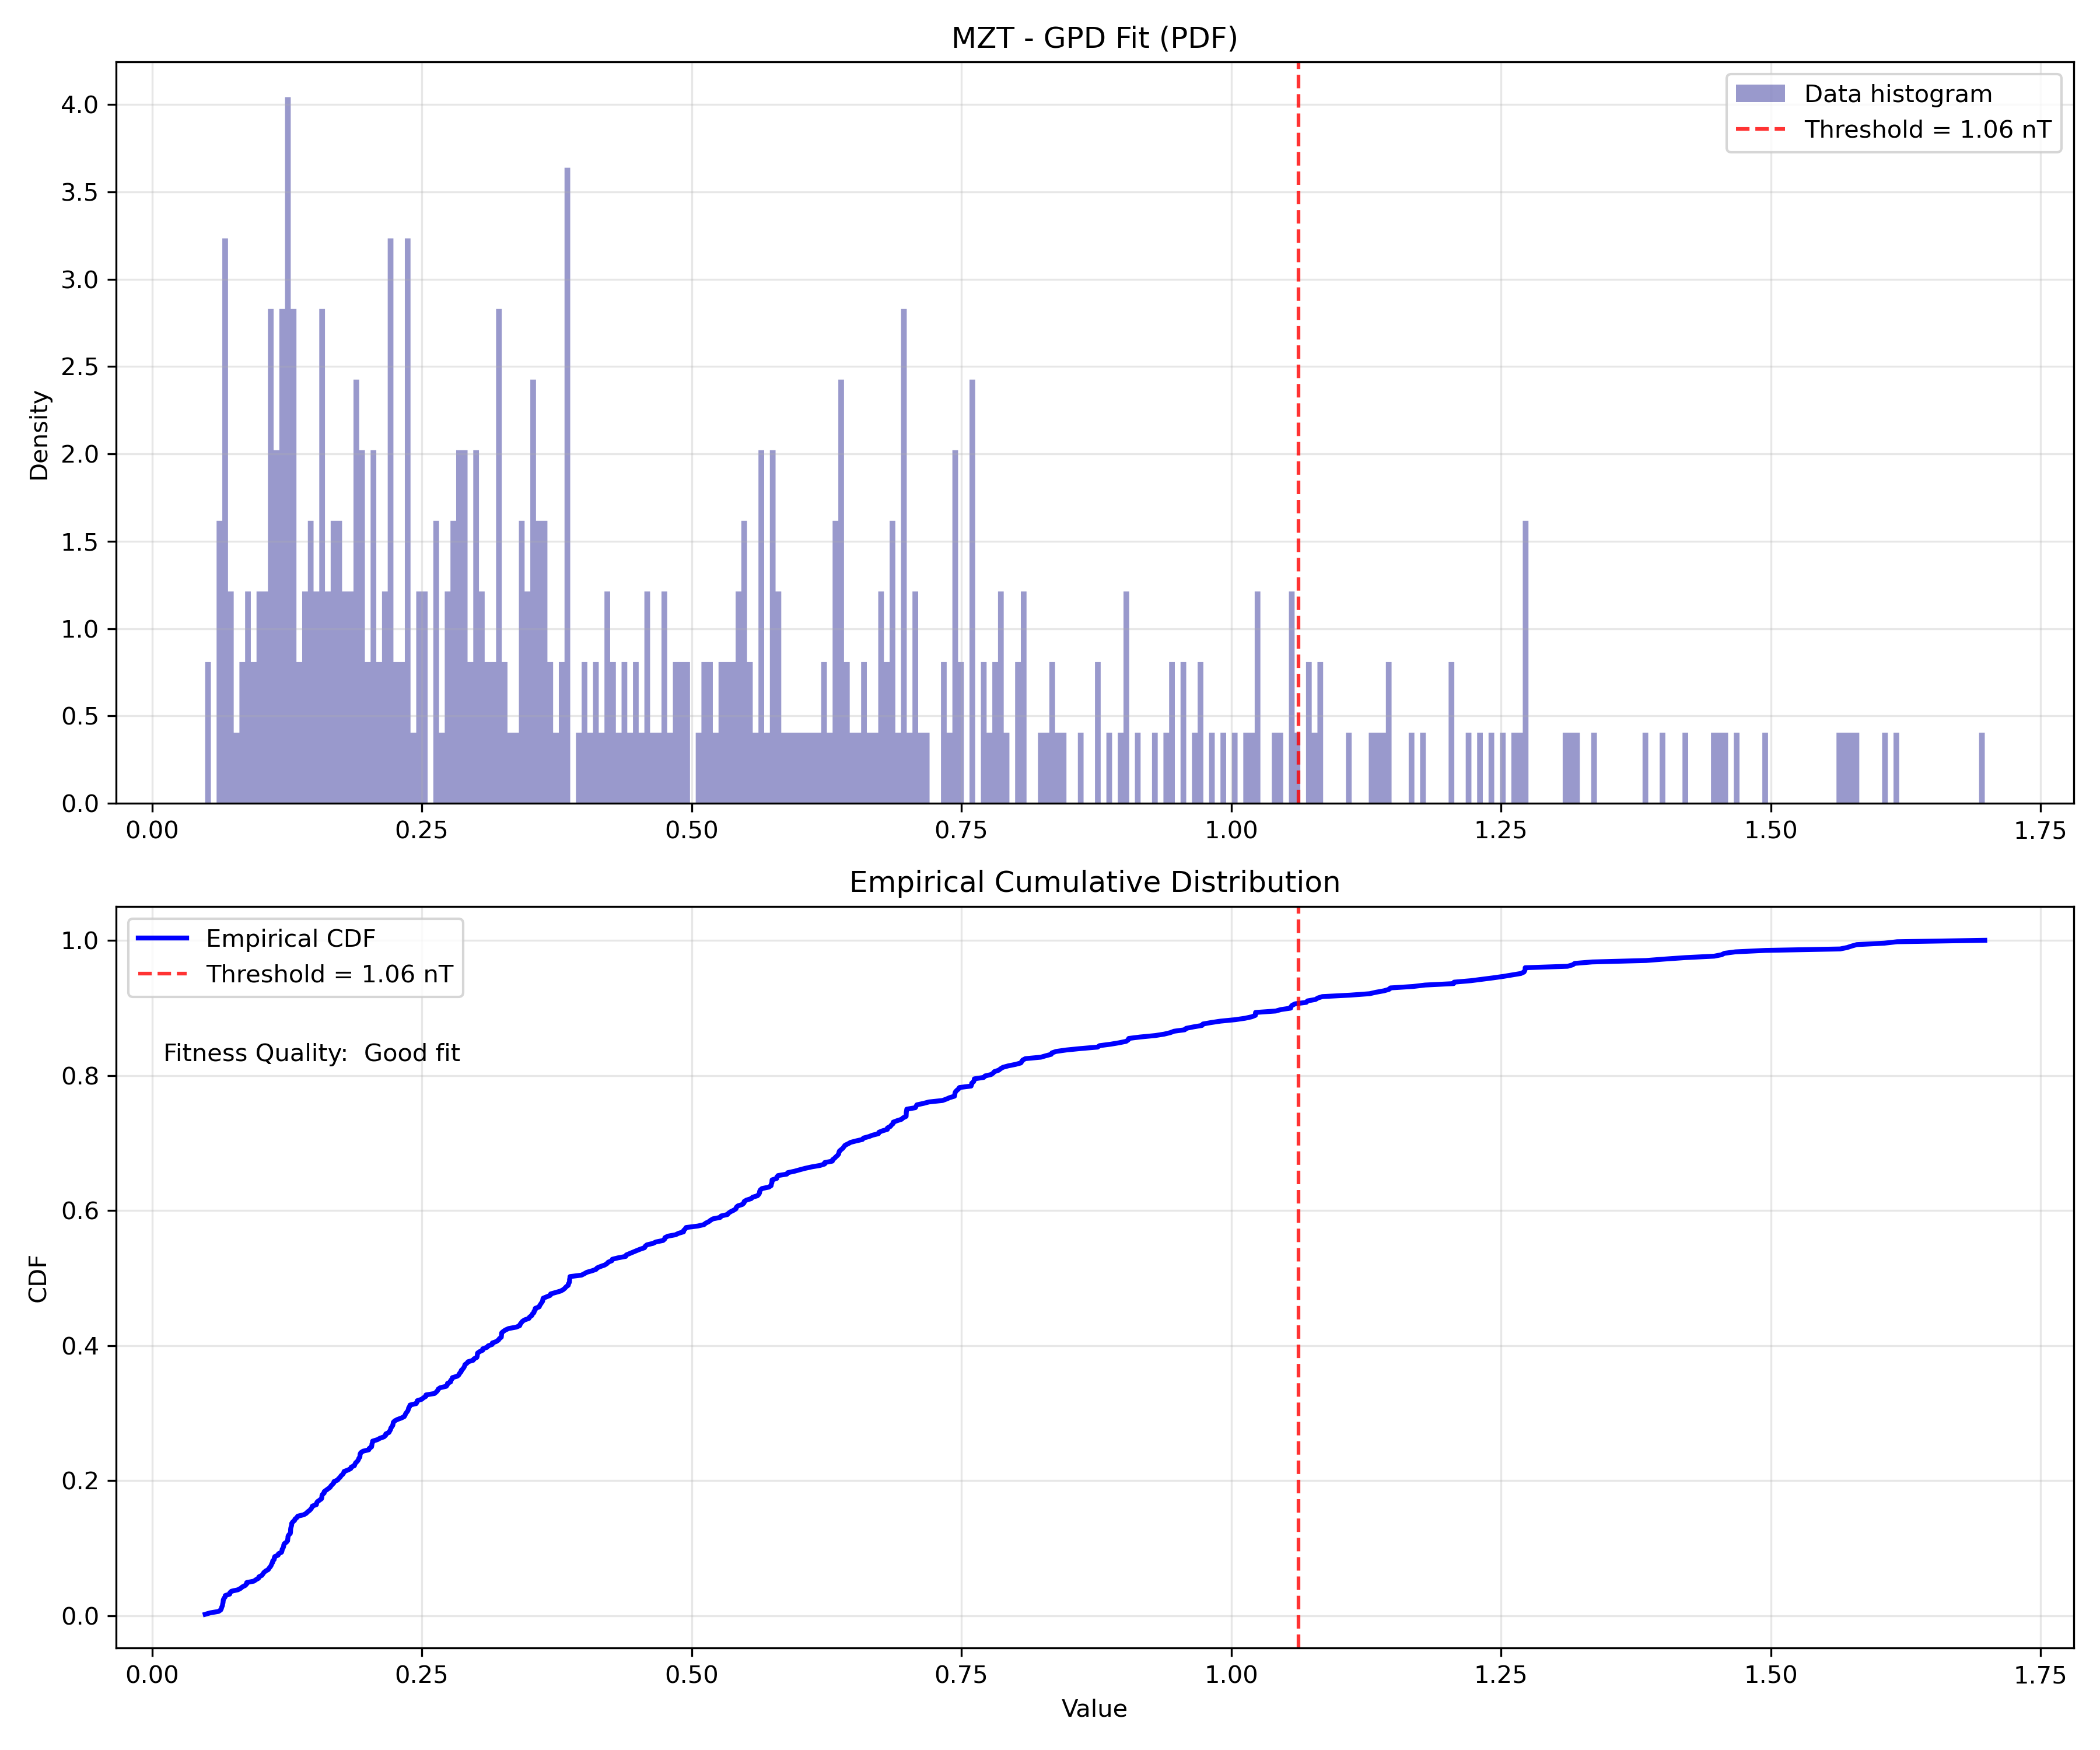 MZT - GPD Fit (PDF)
Data histogram
Threshold = 1.06 nT
Density
4.0
3.5
3.0
2.5
2.0
1.5
1.0
0.5
0.0
0.00 0.25 0.50 0.75 1.00 1.25 1.50 1.75
Empirical Cumulative Distribution
Empirical CDF
Threshold = 1.06 nT
Fitness Quality: Good fit
CDF
1.0
0.8
0.6
0.4
0.2
0.0
0.00 0.25 0.50 0.75 1.00 1.25 1.50 1.75
Value